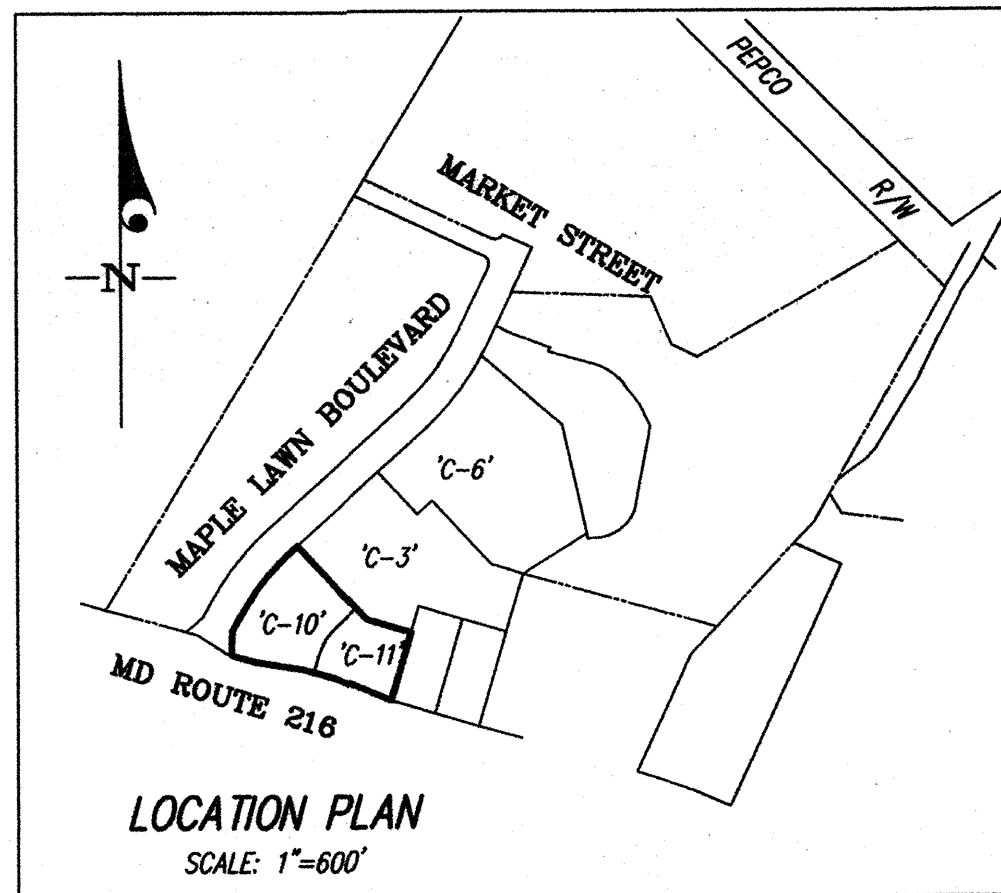 PEPCO
R/W
MARKET STREET
N
MAPLE LAWN BOULEVARD
'C-6'
'C-3'
'C-10'
'C-11'
MD ROUTE 216
LOCATION PLAN
SCALE: 1"=600'